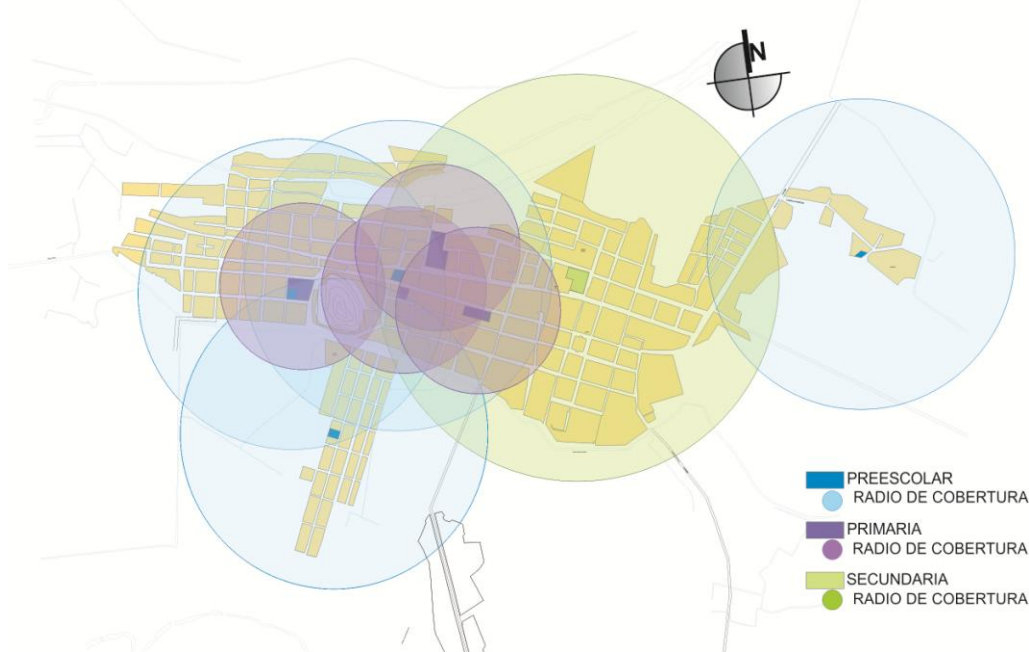 N
PREESCOLAR
RADIO DE COBERTURA
PRIMARIA
RADIO DE COBERTURA
SECUNDARIA
RADIO DE COBERTURA